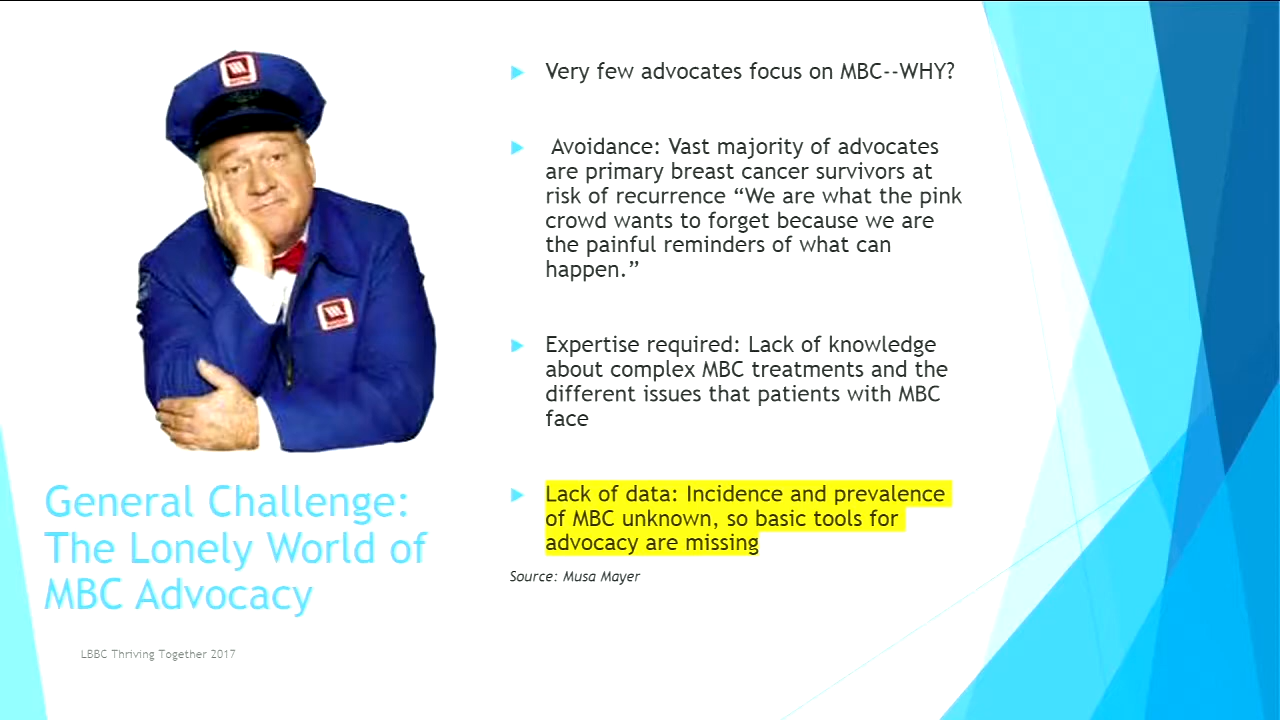 Very few advocates focus on MBC--WHY?
Avoidance: Vast majority of advocates
are primary breast cancer survivors at
risk of recurrence “We are what the pink
crowd wants to forget because we are
the painful reminders of what can
happen.”
Expertise required: Lack of knowledge
about complex MBC treatments and the
different issues that patients with MBC
face
Lack of data: Incidence and prevalence
of MBC unknown, so basic tools for
advocacy are missing
Source: Musa Mayer
General Challenge:
The Lonely World of
MBC Advocacy
LBBC Thriving Together 2017